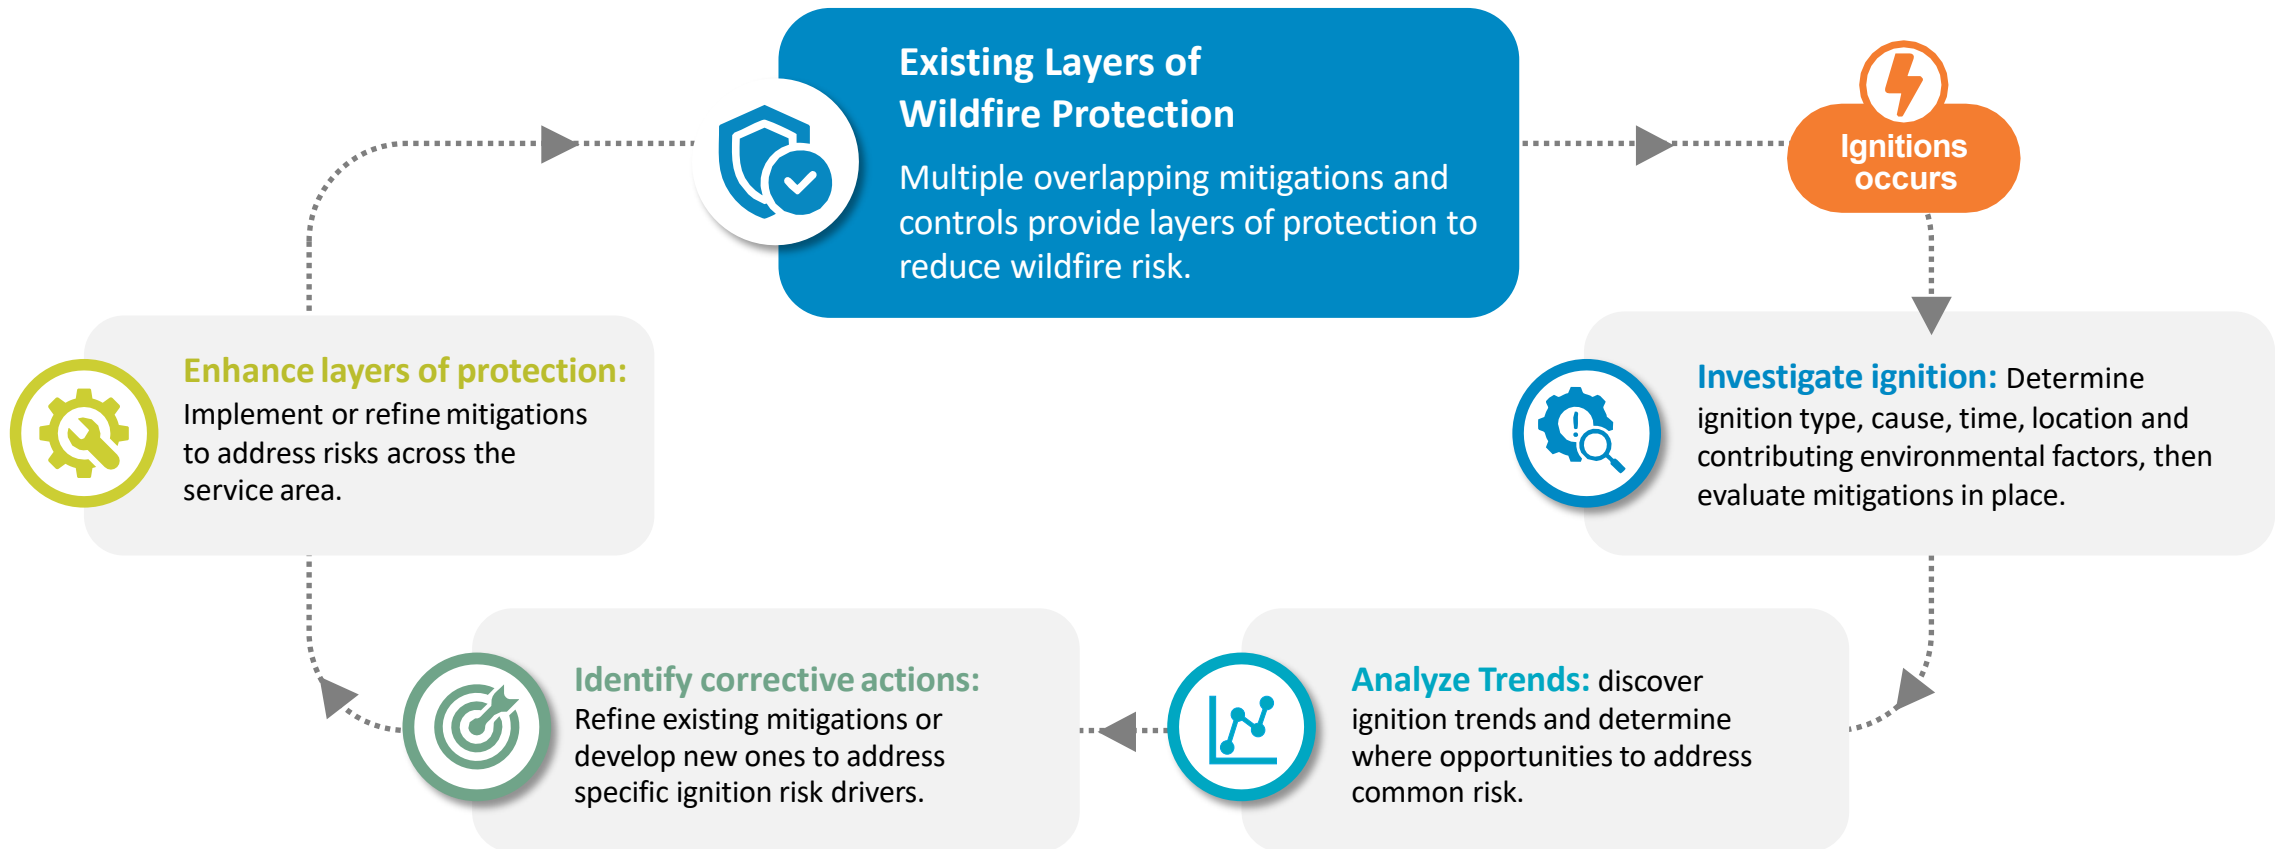 Existing Layers of
Wildfire Protection
Multiple overlapping mitigations and
controls provide layers of protection to
reduce wildfire risk.
Ignitions
occurs
Investigate ignition: Determine
ignition type, cause, time, location and
contributing environmental factors, then
evaluate mitigations in place.
Analyze Trends: discover
ignition trends and determine
where opportunities to address
common risk.
Identify corrective actions:
Refine existing mitigations or
develop new ones to address
specific ignition risk drivers.
Enhance layers of protection:
Implement or refine mitigations
to address risks across the
service area.